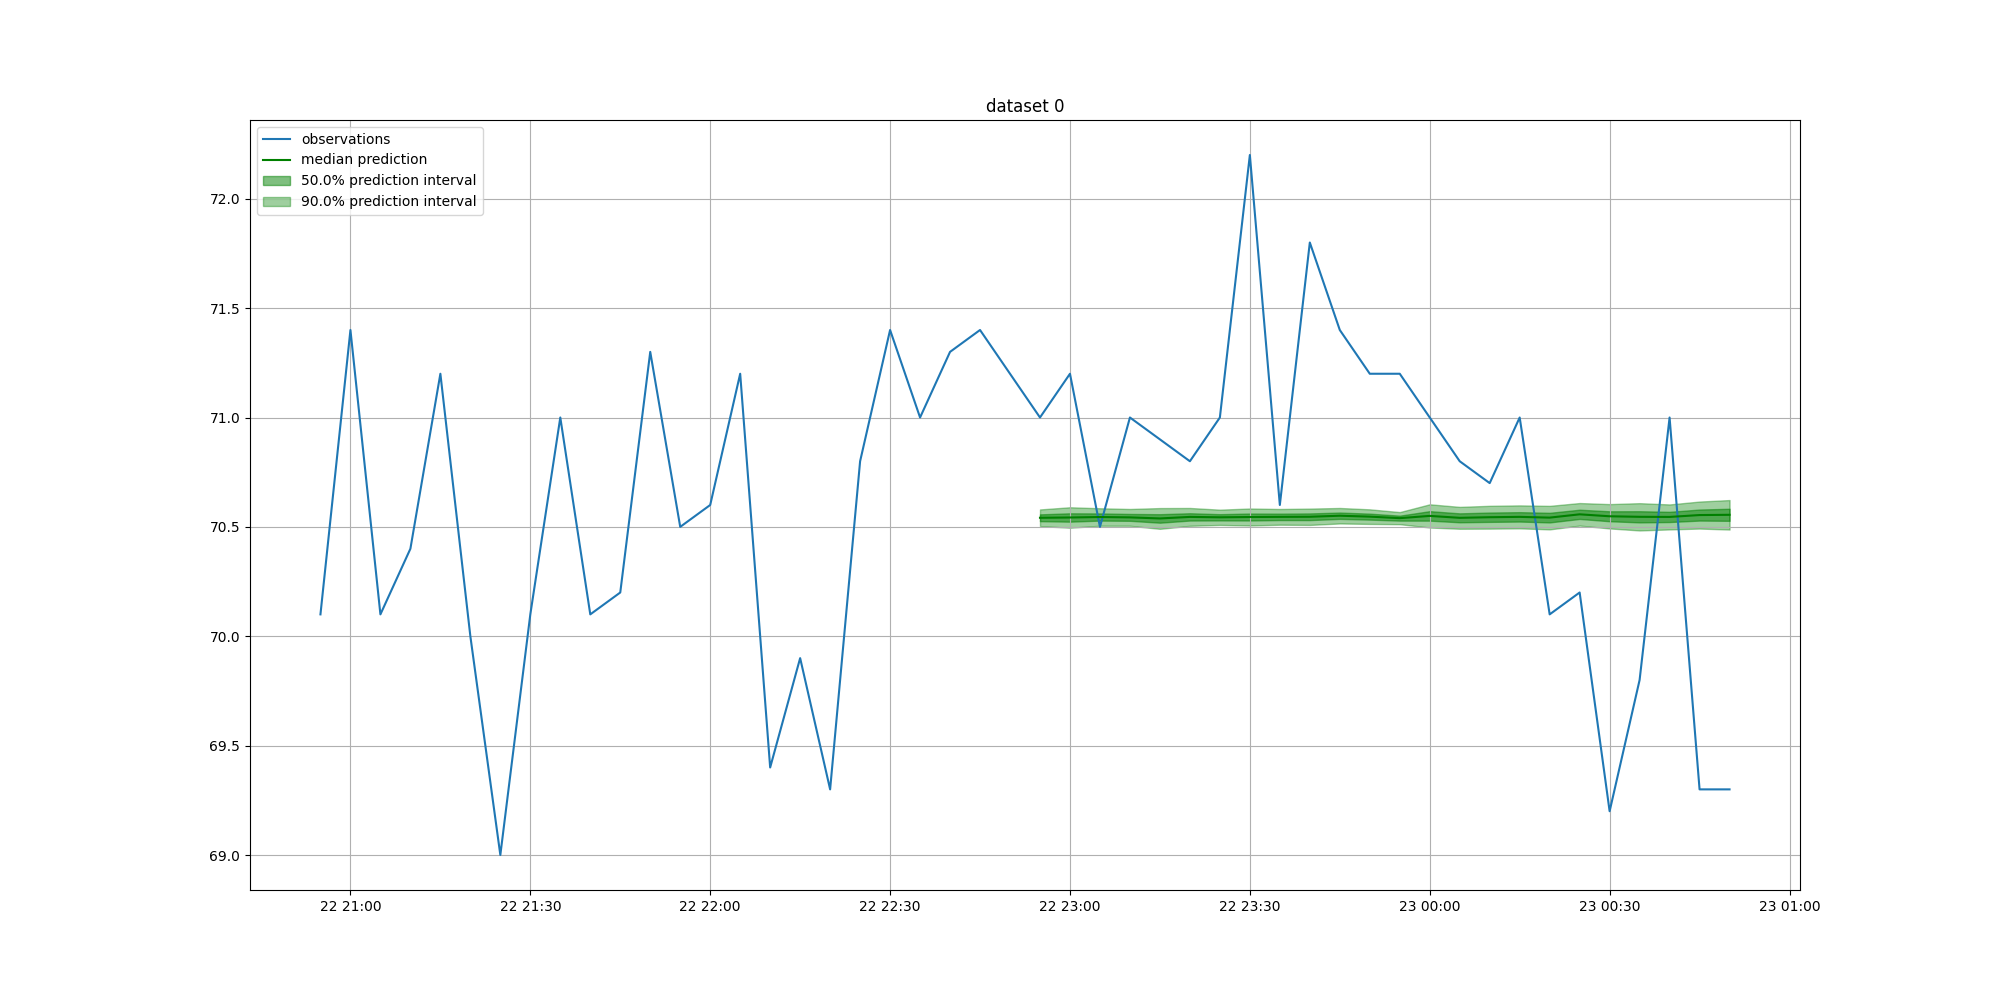 dataset 0
observations
median prediction
50.0% prediction interval
90.0% prediction interval
72.0
71.5
71.0
70.5
70.0
69.5
69.0
22 21:00 22 21:30 22 22:00 22 22:30 22 23:00 22 23:30 23 00:00 23 00:30 23 01:00